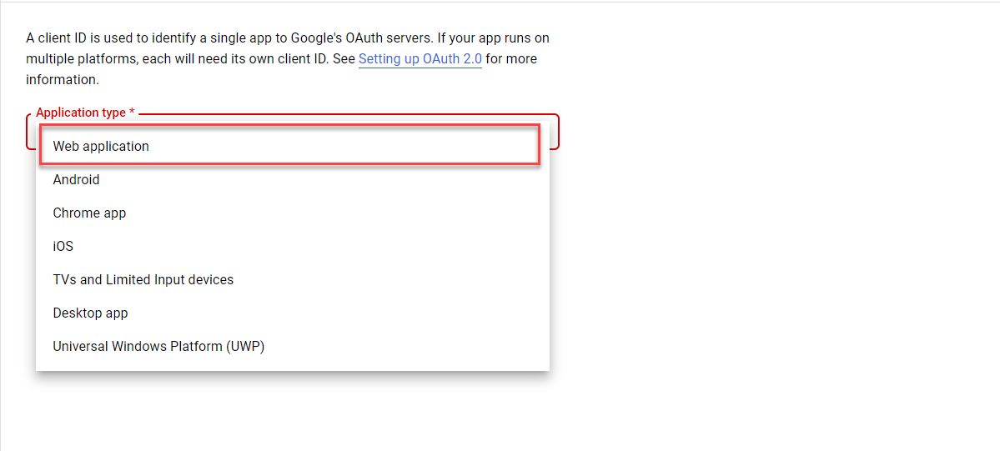 A client ID is used to identify a single app to Google's OAuth servers. If your app runs on
multiple platforms, each will need its own client ID. See Setting up OAuth 2.0 for more
information.
Application type *
Web application
Android
Chrome app
iOS
TVs and Limited Input devices
Desktop app
Universal Windows Platform (UWP)